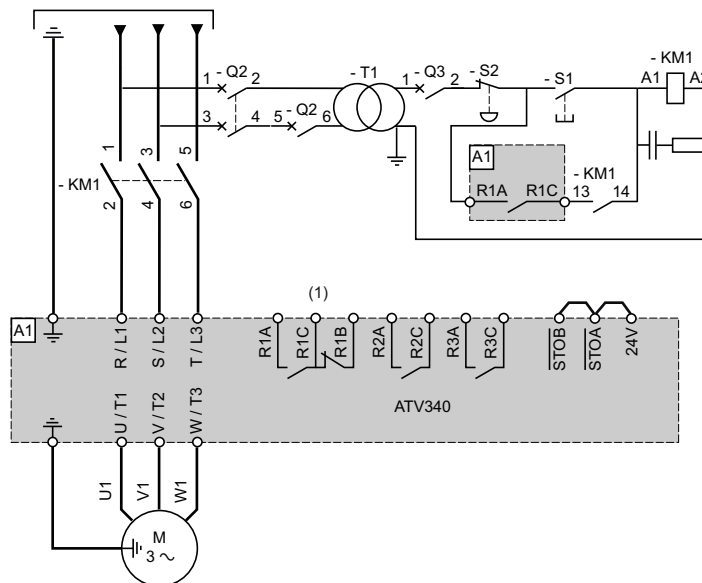 1 - Q2 2
- T1
1 - Q3 2
- S2
- S1
- KM1
A1 A2
3 4 5 - Q2 6
1 3 5
- KM1
2 4 6
A1
R1A R1C
- KM1
13 14
(1)
A1
R / L1 S / L2 T / L3
R1A R1C R1B R2A R2C R3A R3C
STOB STOA 24V
U / T1 V / T2 W / T3
ATV340
U1 V1 W1
M
3 ~